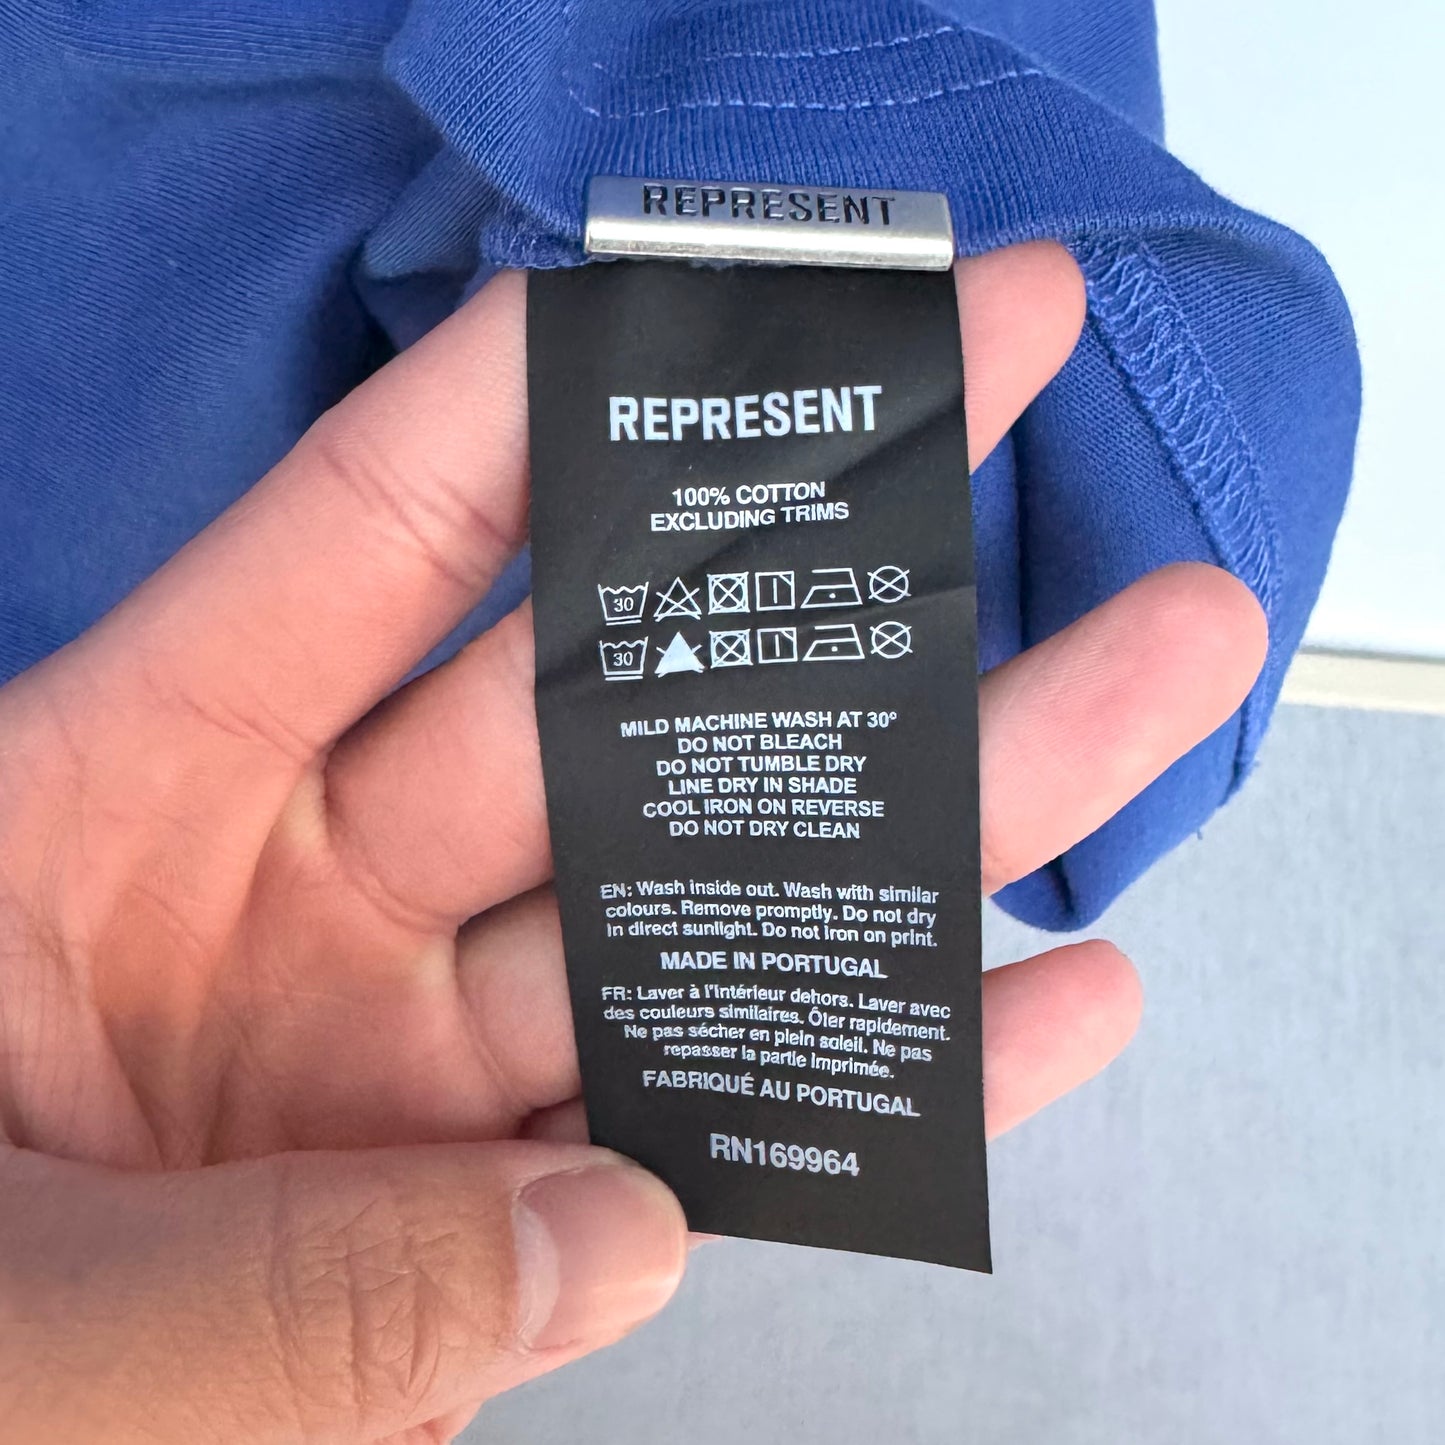 REPRESENT
REPRESENT
100% COTTON
EXCLUDING TRIMS
30
30
MILD MACHINE WASH AT 30°
DO NOT BLEACH
DO NOT TUMBLE DRY
LINE DRY IN SHADE
COOL IRON ON REVERSE
DO NOT DRY CLEAN
EN: Wash inside out. Wash with similar
colours. Remove promptly. Do not dry
in direct sunlight. Do not iron on print.
MADE IN PORTUGAL
FR: Laver à l'intérieur dehors. Laver avec
des couleurs similaires. Ôter rapidement.
Ne pas sécher en plein soleil. Ne pas
repasser la partie imprimée.
FABRIQUÉ AU PORTUGAL
RN169964